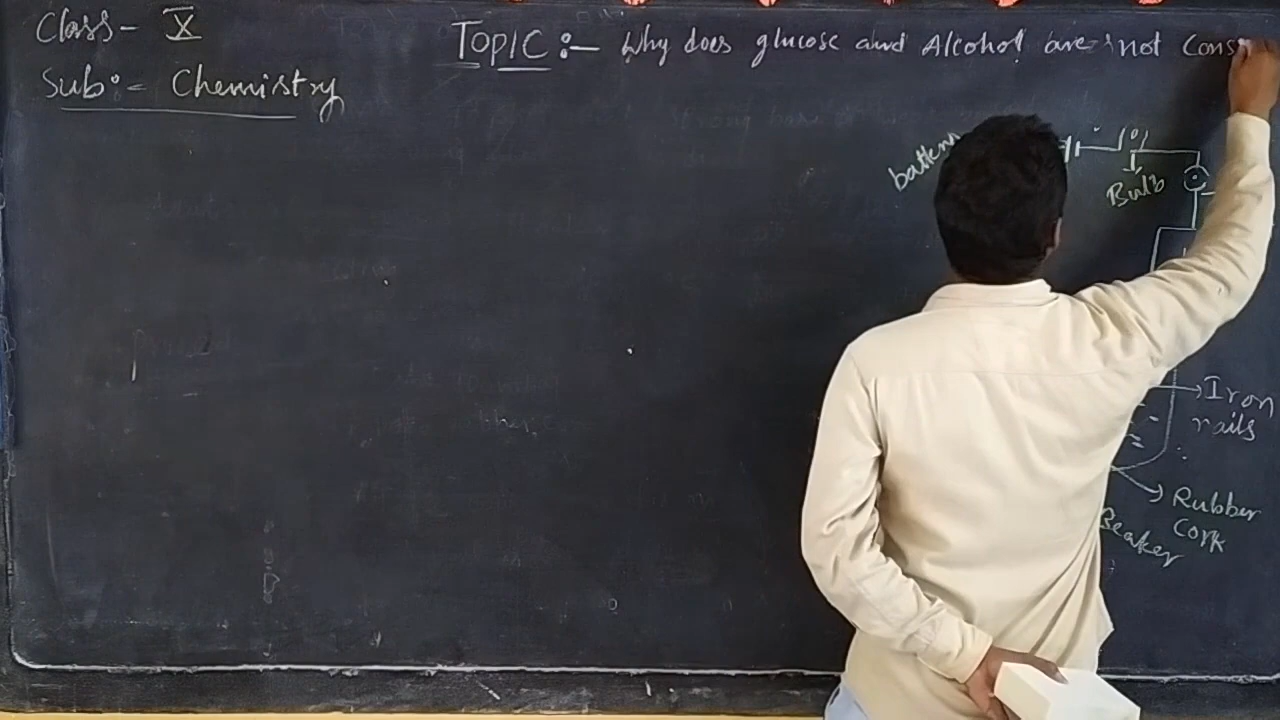 Class- X
Sub:- Chemistry
TOPIC :- Why does glucose and Alcohol are not Cons
battery
Bulb
Iron
nails
Rubber
Cork
Beaker